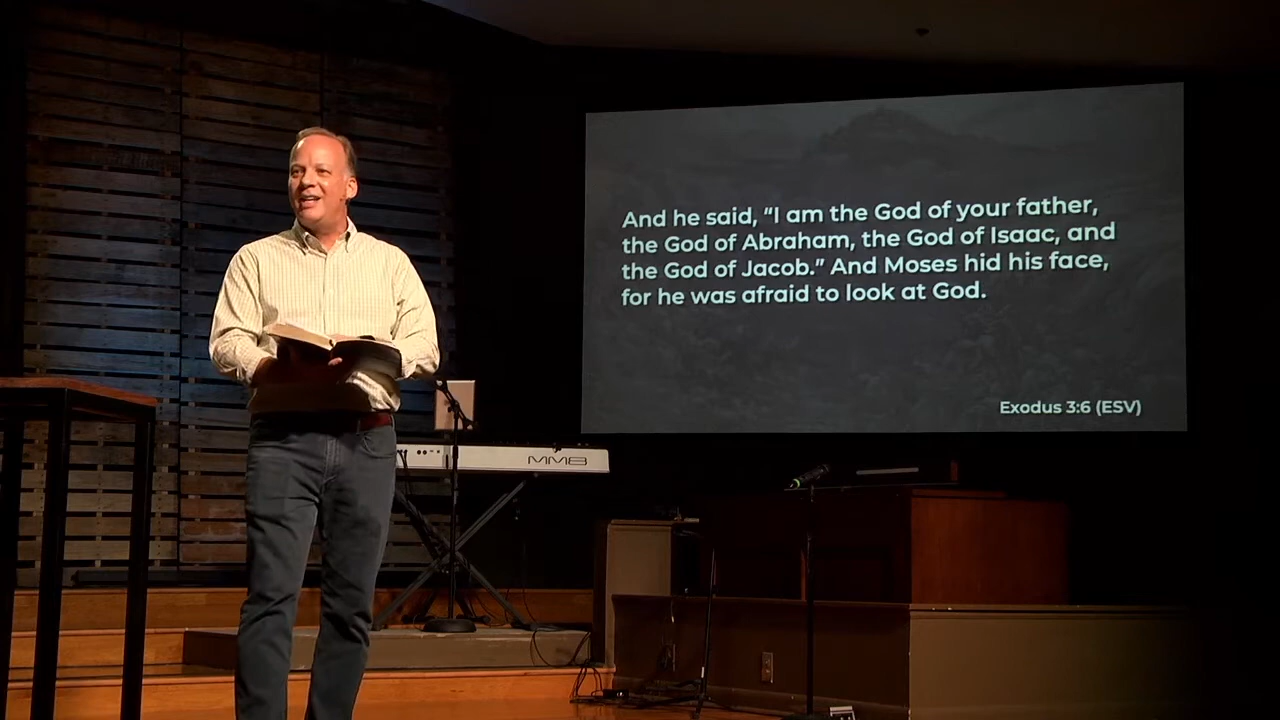 And he said, “I am the God of your father,
the God of Abraham, the God of Isaac, and
the God of Jacob.” And Moses hid his face,
for he was afraid to look at God.
Exodus 3:6 (ESV)
MM8